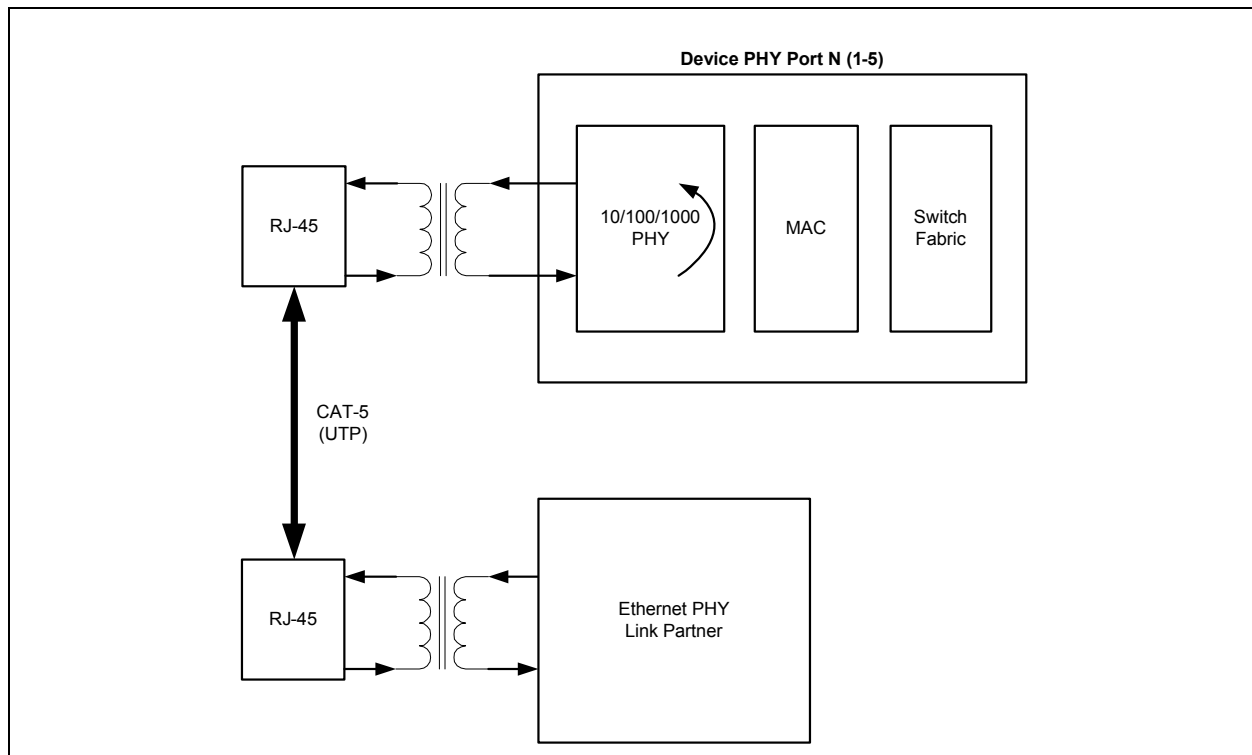 Device PHY Port N (1-5)
RJ-45
10/100/1000
PHY
MAC
Switch
Fabric
CAT-5
(UTP)
RJ-45
Ethernet PHY
Link Partner